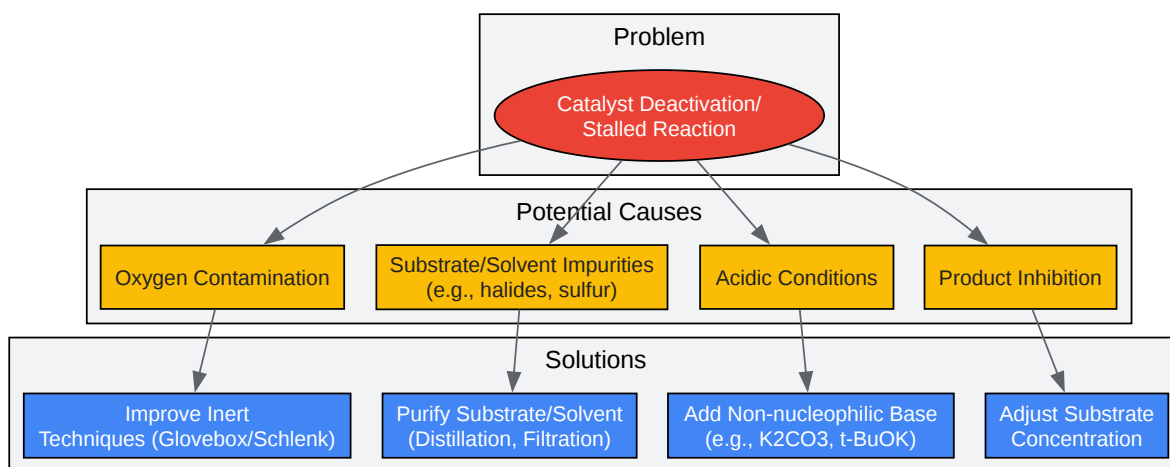 Problem
Catalyst Deactivation/
Stalled Reaction
Potential Causes
Oxygen Contamination
Substrate/Solvent Impurities
(e.g., halides, sulfur)
Acidic Conditions
Product Inhibition
Solutions
Improve Inert
Techniques (Glovebox/Schlenk)
Purify Substrate/Solvent
(Distillation, Filtration)
Add Non-nucleophilic Base
(e.g., K2CO3, t-BuOK)
Adjust Substrate
Concentration